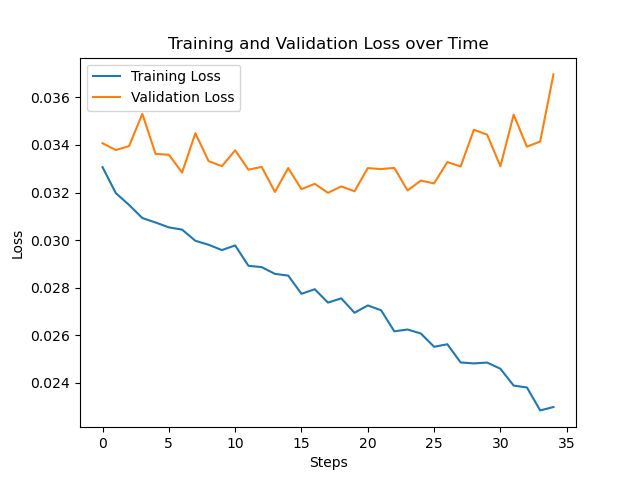 Training and Validation Loss over Time
Training Loss
Validation Loss
0.036
0.034
0.032
0.030
0.028
0.026
0.024
Loss
0 5 10 15 20 25 30 35
Steps